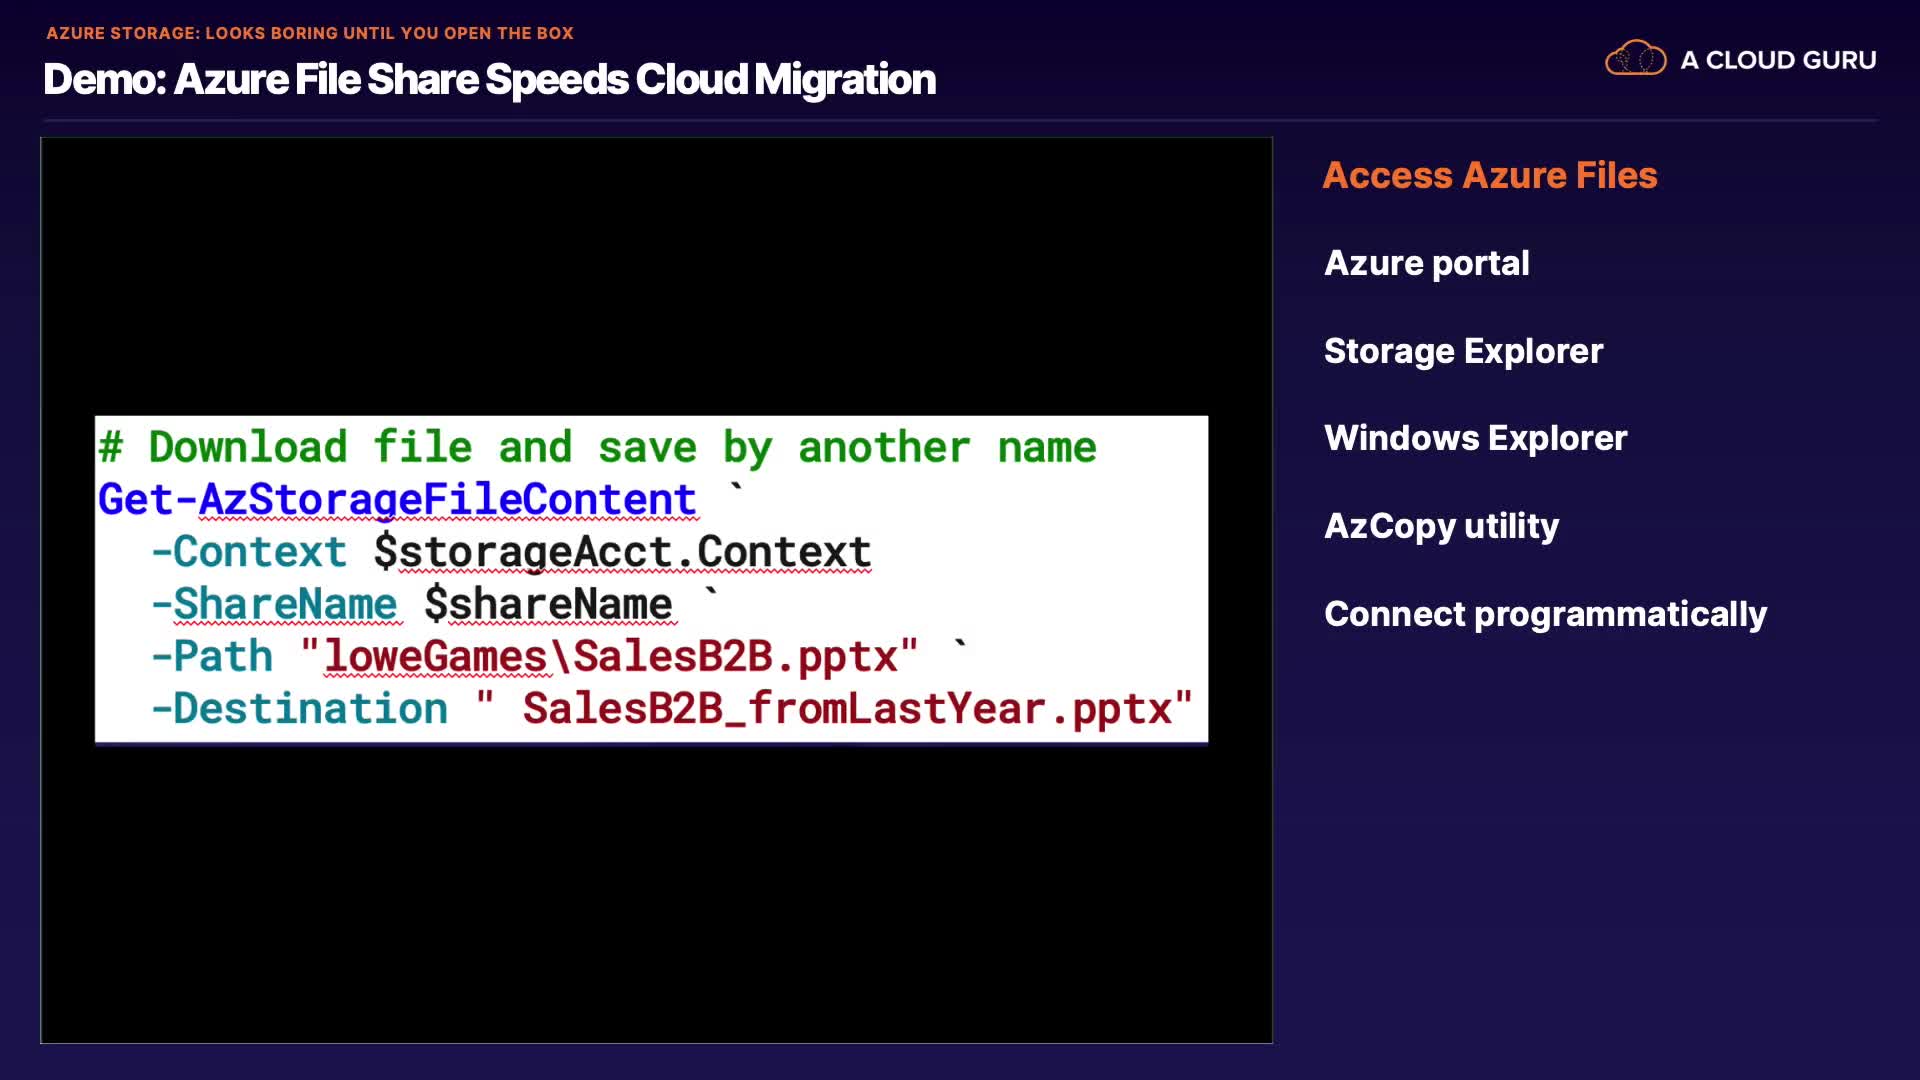 AZURE STORAGE: LOOKS BORING UNTIL YOU OPEN THE BOX
Demo: Azure File Share Speeds Cloud Migration
A CLOUD GURU
# Download file and save by another name
Get-AzStorageFileContent `
-Context $storageAcct.Context
-ShareName $shareName `
-Path "loweGames\SalesB2B.pptx" `
-Destination " SalesB2B_fromLastYear.pptx"
Access Azure Files
Azure portal
Storage Explorer
Windows Explorer
AzCopy utility
Connect programmatically